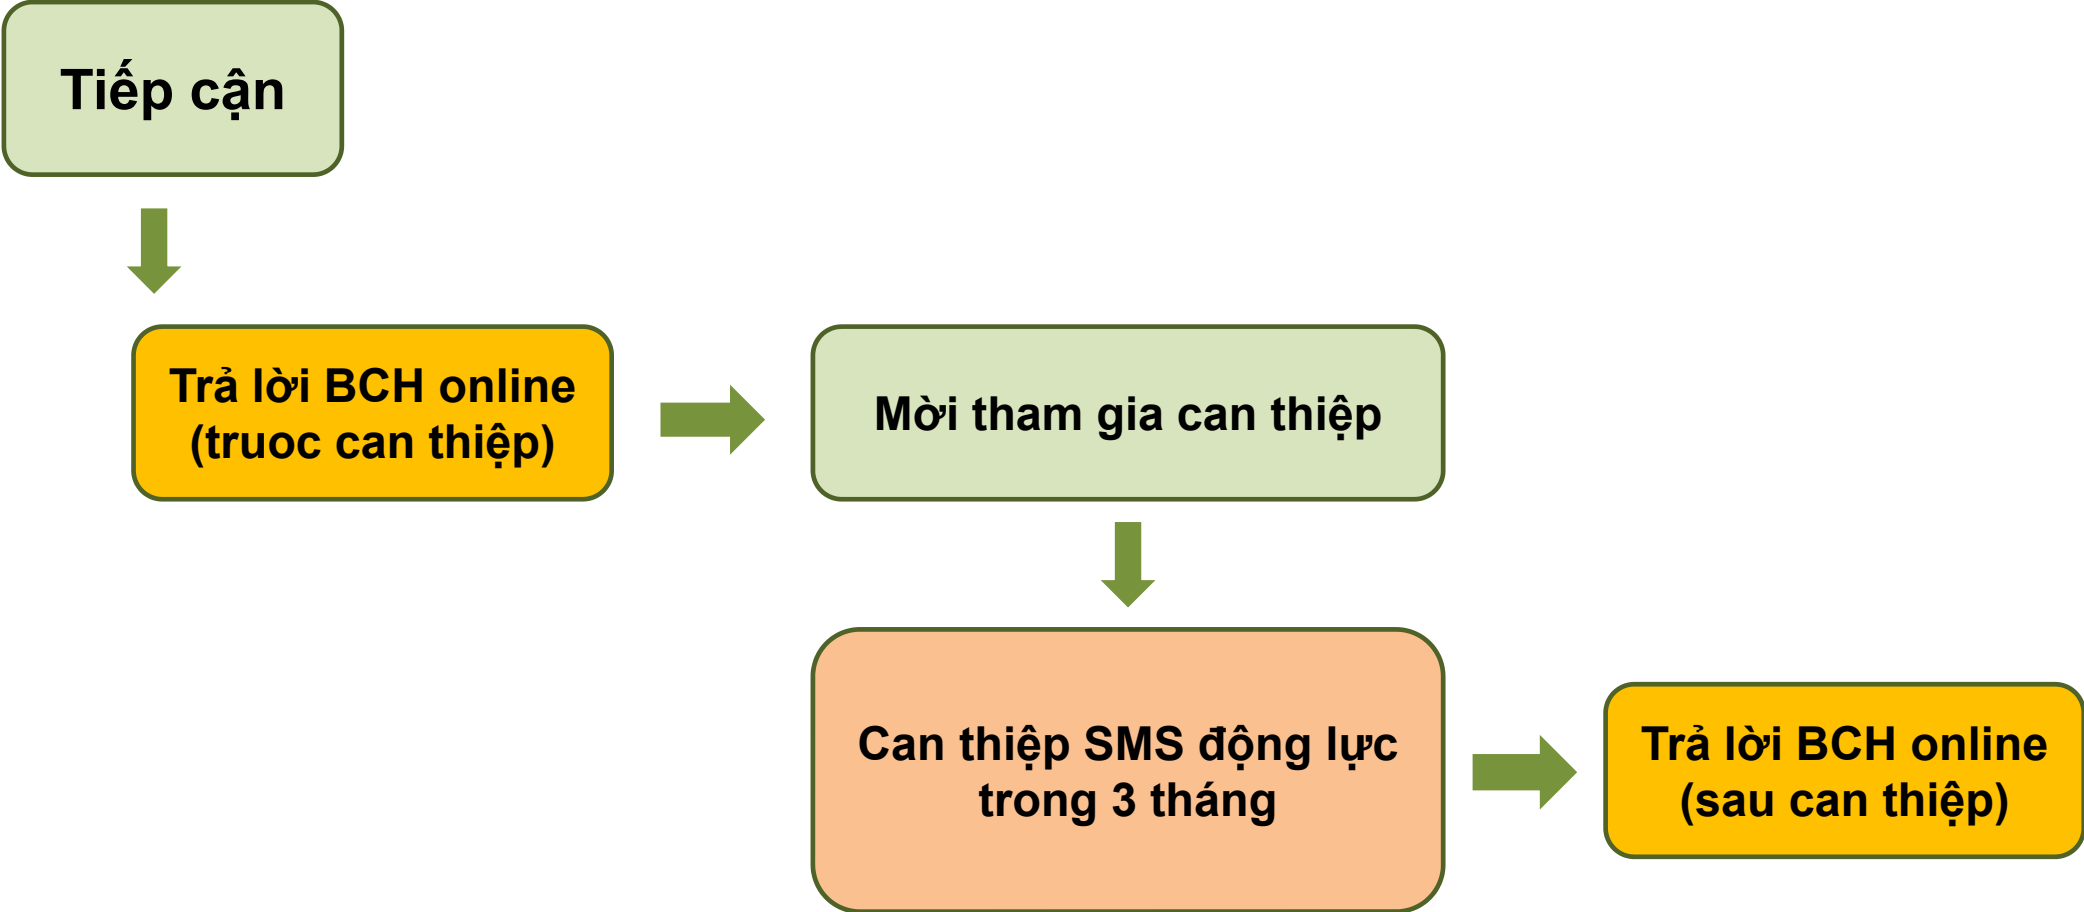 Tiếp cận
Trả lời BCH online
(truoc can thiệp)
Mời tham gia can thiệp
Can thiệp SMS động lực
trong 3 tháng
Trả lời BCH online
(sau can thiệp)